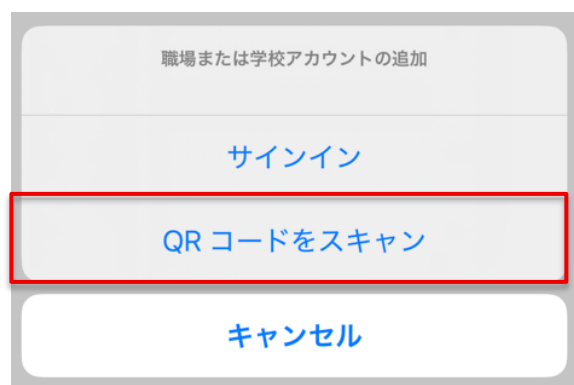 職場または学校アカウントの追加
サインイン
QR コードをスキャン
キャンセル